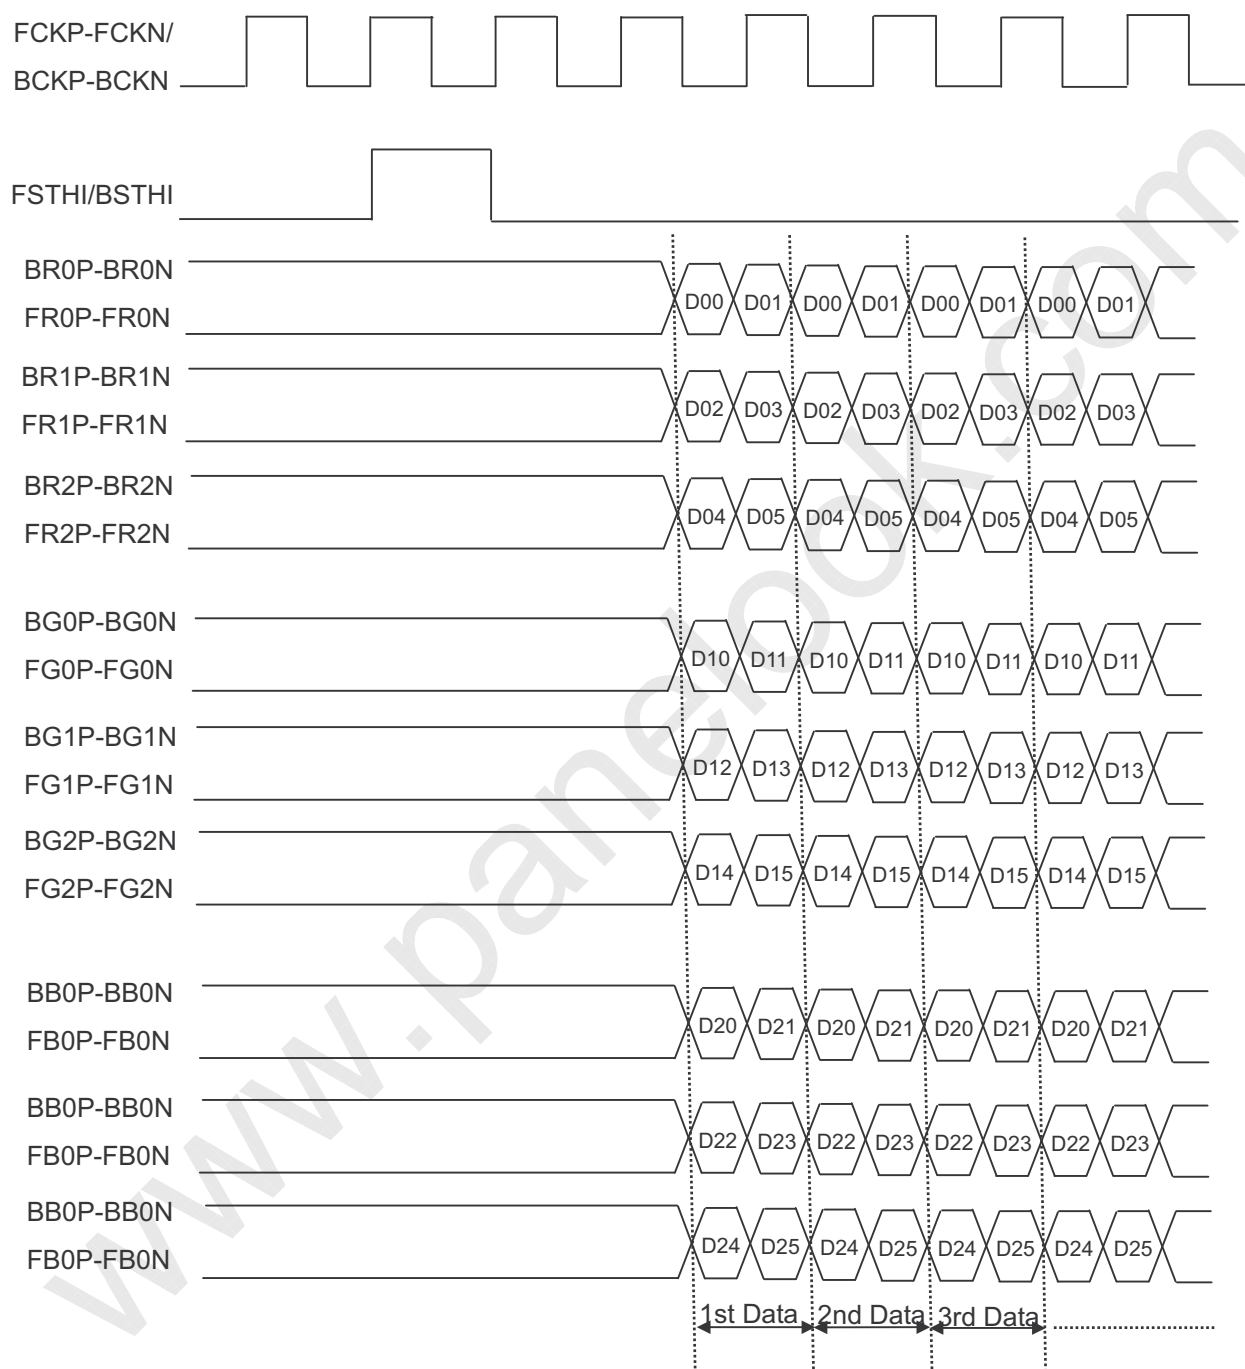 FCKP-FCKN/
BCKP-BCKN
FSTHI/BSTHI
BR0P-BR0N
FR0P-FR0N
D00 D01 D00 D01 D00 D01 D00 D01
BR1P-BR1N
FR1P-FR1N
D02 D03 D02 D03 D02 D03 D02 D03
BR2P-BR2N
FR2P-FR2N
D04 D05 D04 D05 D04 D05 D04 D05
BG0P-BG0N
FG0P-FG0N
D10 D11 D10 D11 D10 D11 D10 D11
BG1P-BG1N
FG1P-FG1N
D12 D13 D12 D13 D12 D13 D12 D13
BG2P-BG2N
FG2P-FG2N
D14 D15 D14 D15 D14 D15 D14 D15
BB0P-BB0N
FB0P-FB0N
D20 D21 D20 D21 D20 D21 D20 D21
BB0P-BB0N
FB0P-FB0N
D22 D23 D22 D23 D22 D23 D22 D23
BB0P-BB0N
FB0P-FB0N
D24 D25 D24 D25 D24 D25 D24 D25
1st Data 2nd Data 3rd Data
www.panelook.com